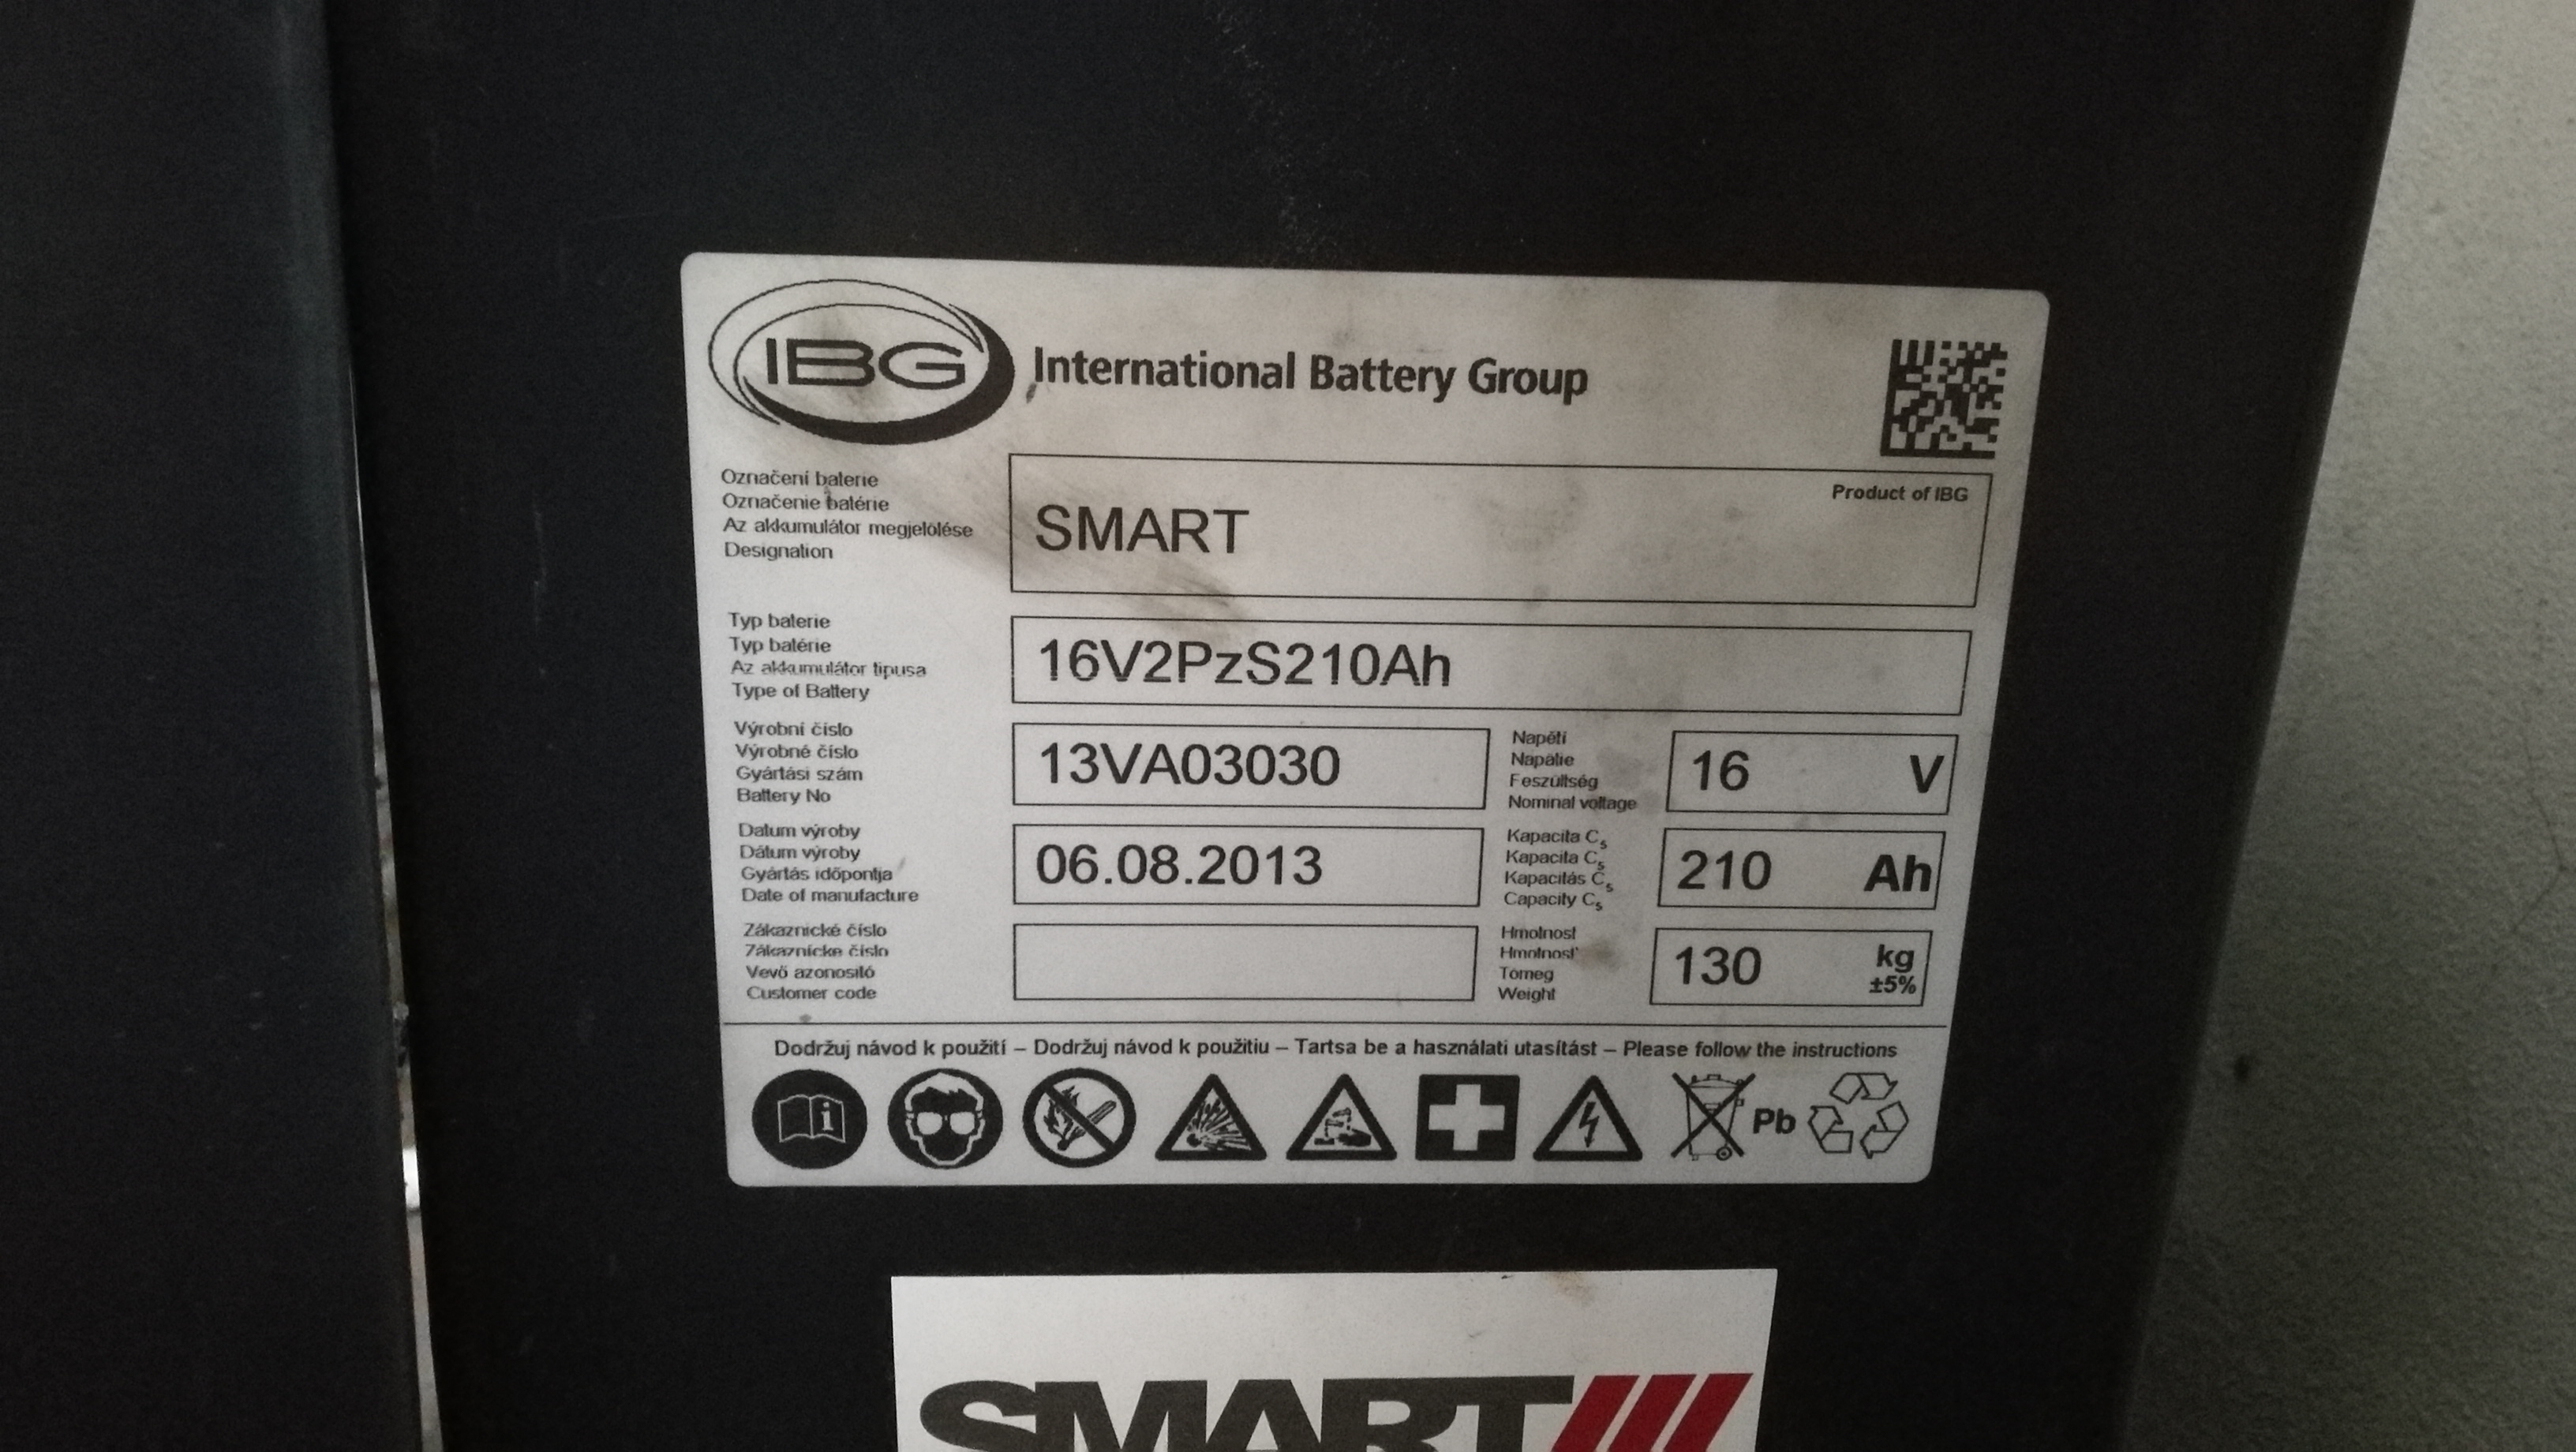 IBG
International Battery Group
Označení baterie
Označenie batérie
Az akkumulátor megjelölése
Designation
Product of IBG
SMART
Typ baterie
Typ batérie
Az akkumulátor tipusa
Type of Battery
16V2PzS210Ah
Výrobní číslo
Výrobné číslo
Gyártási szám
Battery No
13VA03030
Napětí
Napätie
Feszültség
Nominal voltage
16 V
Datum výroby
Dátum výroby
Gyártás időpontja
Date of manufacture
06.08.2013
Kapacita C5
Kapacita C5
Kapacitás C5
Capacity C5
210 Ah
Zákaznické číslo
Zákaznícke číslo
Vevő azonosító
Customer code
Hmotnost
Hmotnosť
Tömeg
Weight
130 kg
±5%
Dodržuj návod k použití – Dodržuj návod k použitiu – Tartsa be a használati utasítást – Please follow the instructions
i
Pb
SMART